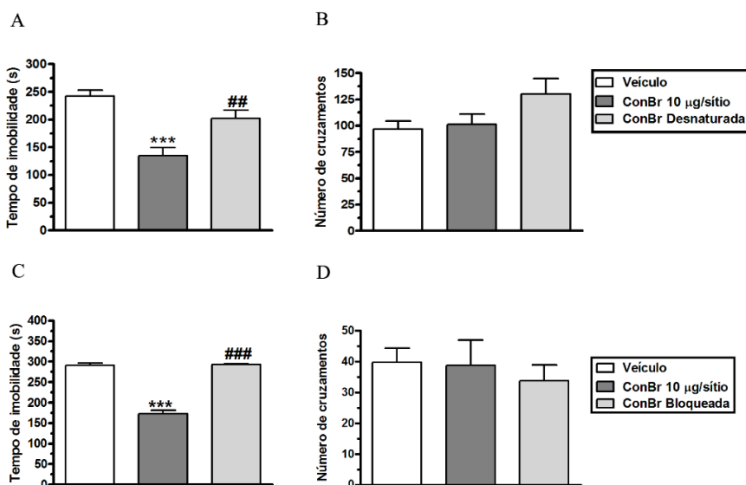 A
Tempo de imobilidade (s)
300
250
200
150
100
50
0
***
##
B
Número de cruzamentos
150
125
100
75
50
25
0
Veículo
ConBr 10 µg/sítio
ConBr Desnaturada
C
Tempo de imobilidade (s)
400
350
300
250
200
150
100
50
0
***
###
D
Número de cruzamentos
50
40
30
20
10
0
Veículo
ConBr 10 µg/sítio
ConBr Bloqueada